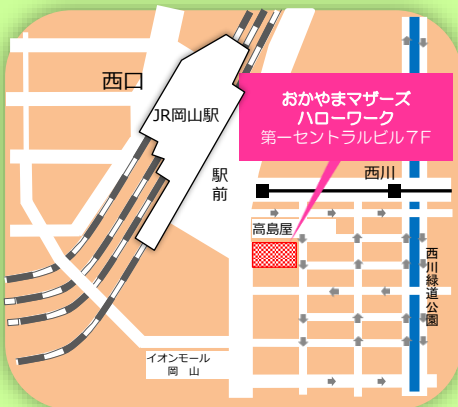 西口
JR岡山駅
おかやまマザーズ
ハローワーク
第一セントラルビル７F
駅前
西川
高島屋
西川緑道公園
イオンモール
岡 山